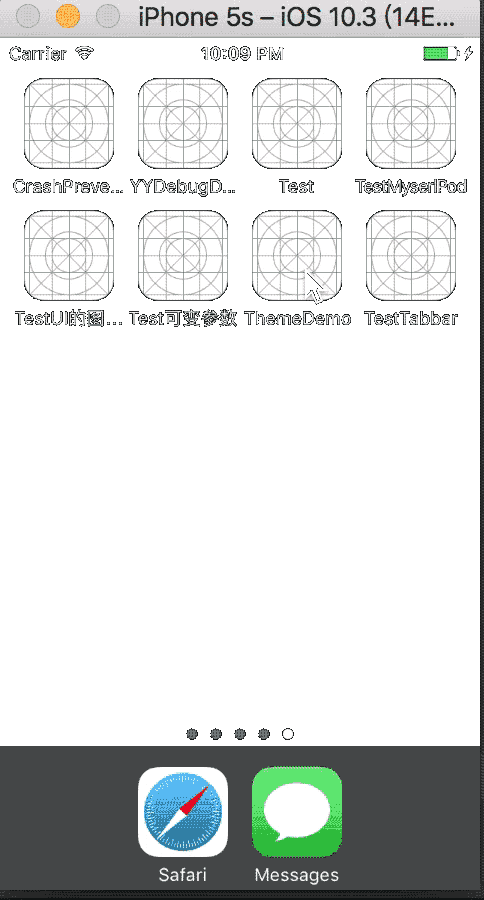 iPhone 5s – iOS 10.3 (14E...
Carrier 10:09 PM
CrashPreve... YYDebugD... Test TestMyselfPod
TestUI的圈... Test可变参数 ThemeDemo TestTabbar
Safari Messages